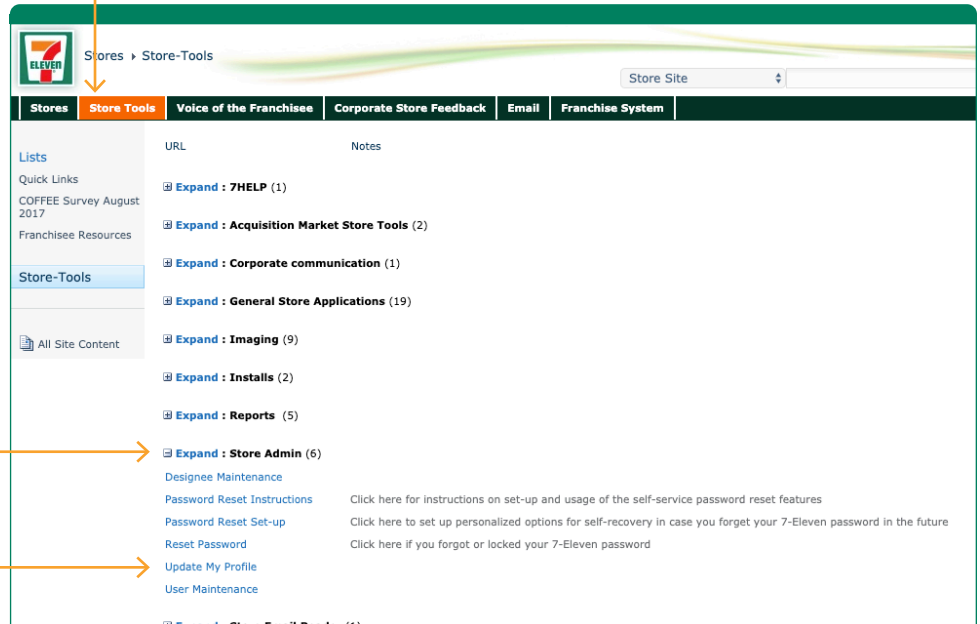 ELEVEN
Stores ▸ Store-Tools
Store Site
Stores Store Tools Voice of the Franchisee Corporate Store Feedback Email Franchise System
Lists
Quick Links
COFFEE Survey August
2017
Franchisee Resources
Store-Tools
All Site Content
URL Notes
Expand : 7HELP (1)
Expand : Acquisition Market Store Tools (2)
Expand : Corporate communication (1)
Expand : General Store Applications (19)
Expand : Imaging (9)
Expand : Installs (2)
Expand : Reports (5)
Expand : Store Admin (6)
Designee Maintenance
Password Reset Instructions Click here for instructions on set-up and usage of the self-service password reset features
Password Reset Set-up Click here to set up personalized options for self-recovery in case you forget your 7-Eleven password in the future
Reset Password Click here if you forgot or locked your 7-Eleven password
Update My Profile
User Maintenance